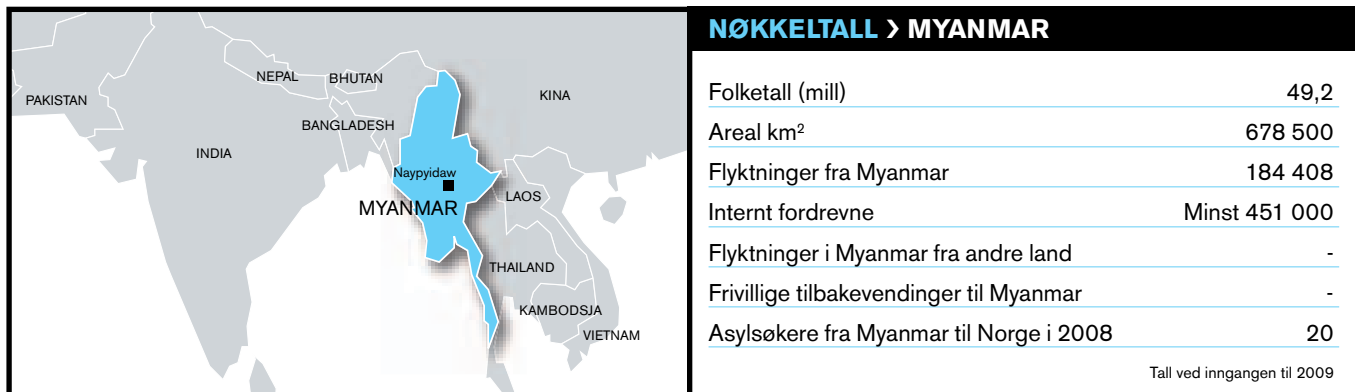 PAKISTAN
NEPAL
BHUTAN
KINA
BANGLADESH
INDIA
Naypyidaw
MYANMAR
LAOS
THAILAND
KAMBODSJA
VIETNAM
NØKKELTALL › MYANMAR
Folketall (mill) 49,2
Areal km² 678 500
Flyktninger fra Myanmar 184 408
Internt fordrevne Minst 451 000
Flyktninger i Myanmar fra andre land -
Frivillige tilbakevendinger til Myanmar -
Asylsøkere fra Myanmar til Norge i 2008 20
Tall ved inngangen til 2009